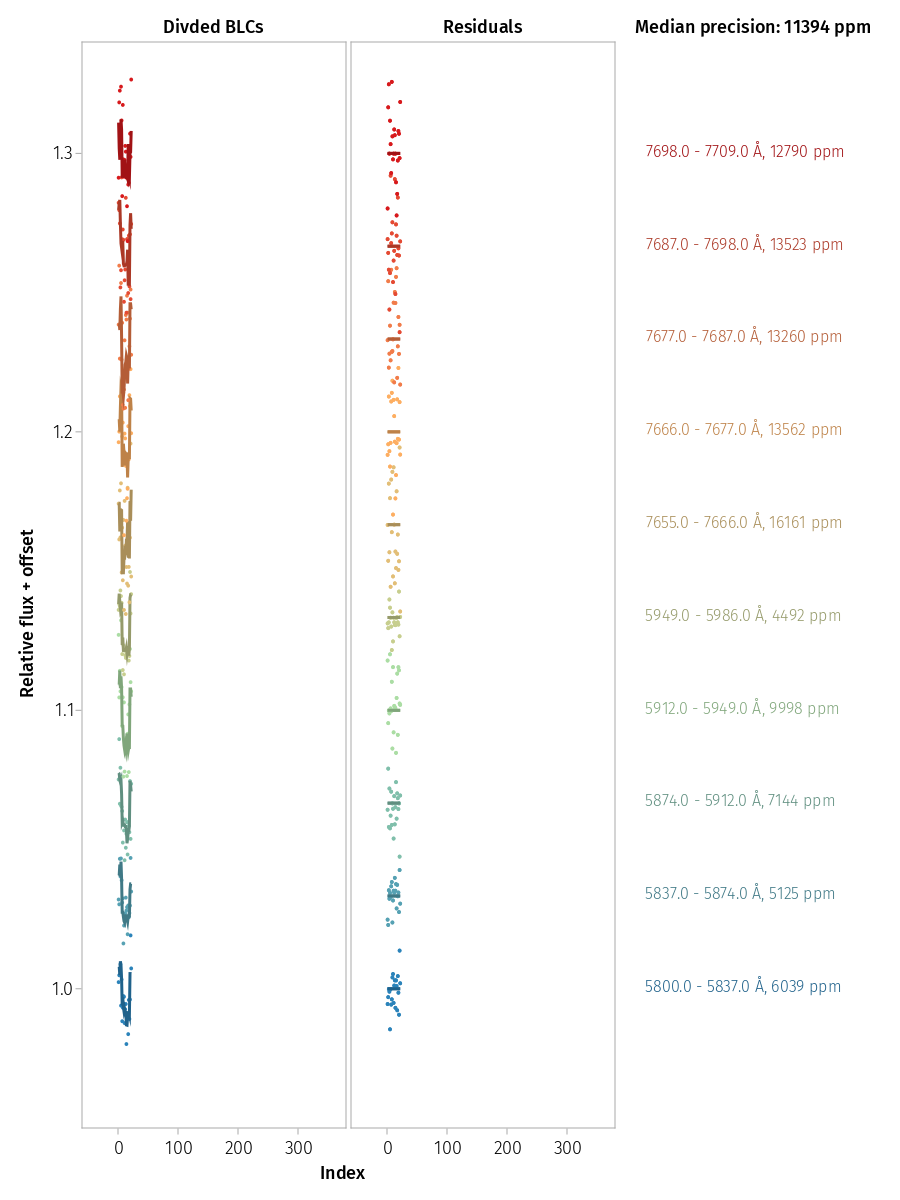 Divded BLCs
Residuals
Median precision: 11394 ppm
1.3
7698.0 - 7709.0 Å, 12790 ppm
7687.0 - 7698.0 Å, 13523 ppm
7677.0 - 7687.0 Å, 13260 ppm
1.2
7666.0 - 7677.0 Å, 13562 ppm
7655.0 - 7666.0 Å, 16161 ppm
Relative flux + offset
5949.0 - 5986.0 Å, 4492 ppm
1.1
5912.0 - 5949.0 Å, 9998 ppm
5874.0 - 5912.0 Å, 7144 ppm
5837.0 - 5874.0 Å, 5125 ppm
1.0
5800.0 - 5837.0 Å, 6039 ppm
0 100 200 300
0 100 200 300
Index